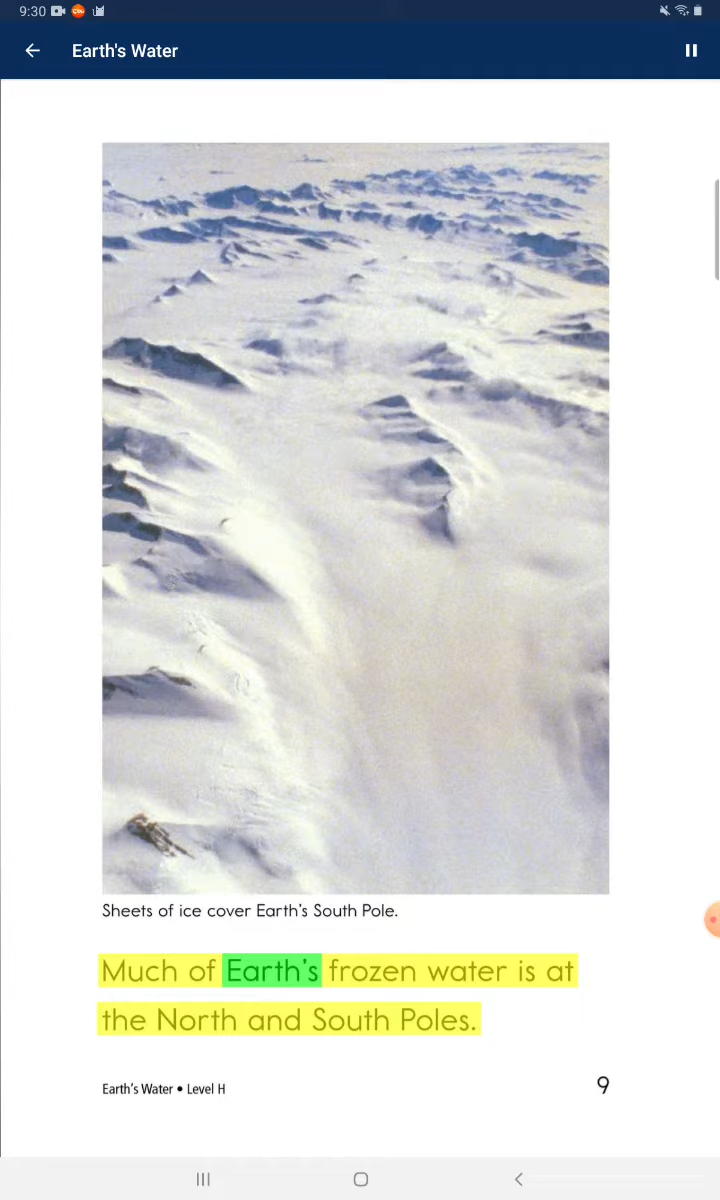 9:30
Earth's Water
Sheets of ice cover Earth's South Pole.
Much of Earth's frozen water is at
the North and South Poles.
Earth's Water • Level H
9